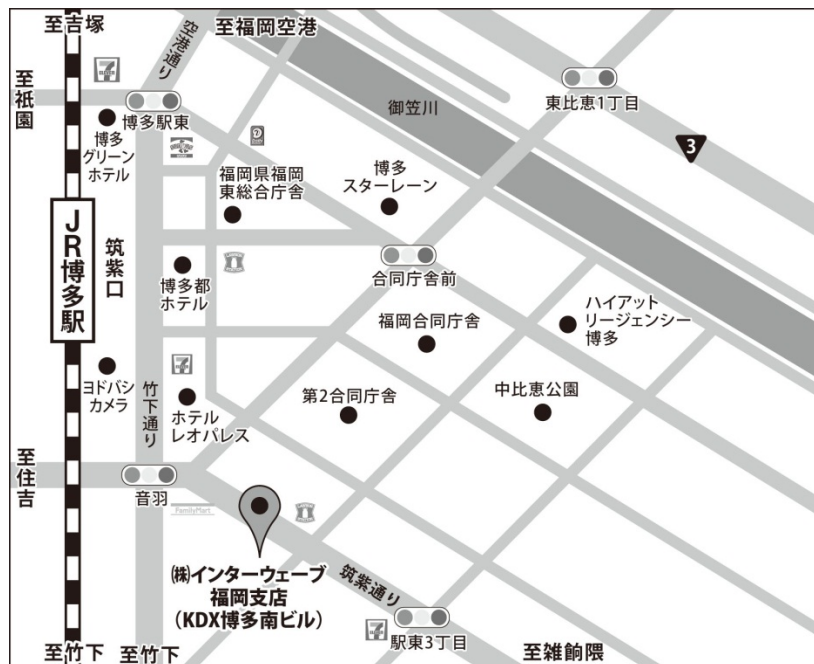 至吉塚
空港通り
至福岡空港
至祇園
博多駅東
東比恵1丁目
御笠川
3
博多
グリーン
ホテル
福岡県福岡
東総合庁舎
博多
スターレーン
JR博多駅
筑紫口
博多都
ホテル
合同庁舎前
福岡合同庁舎
ハイアット
リージェンシー
博多
ヨドバシ
カメラ
竹下通り
ホテル
レオパレス
第2合同庁舎
中比恵公園
至住吉
音羽
FamilyMart
㈱インターウェーブ
福岡支店
(KDX博多南ビル)
筑紫通り
駅東3丁目
至竹下
至竹下
至雑餉隈